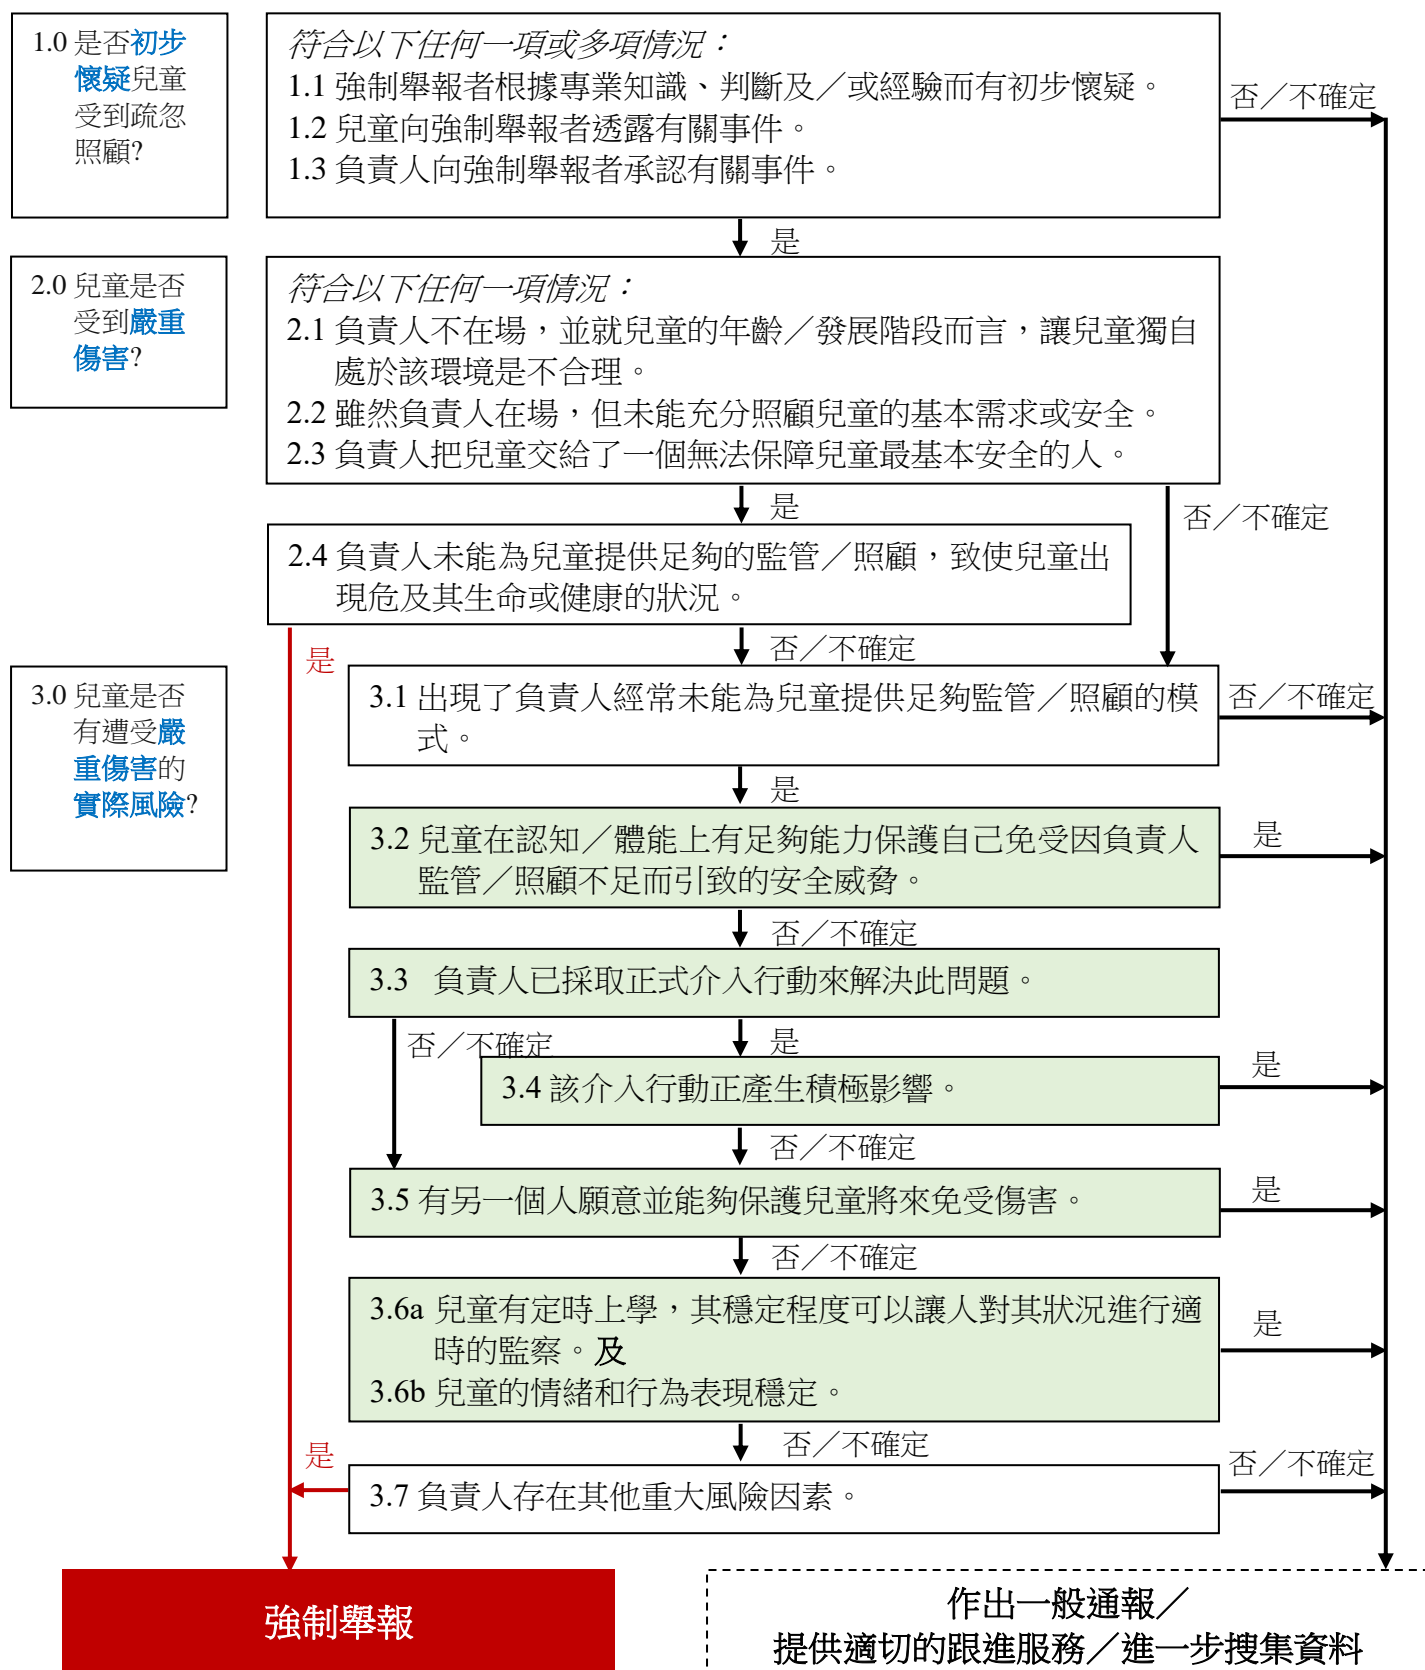 1.0 是否初步
懷疑兒童
受到疏忽
照顧?
符合以下任何一項或多項情況：
1.1 強制舉報者根據專業知識、判斷及／或經驗而有初步懷疑。
1.2 兒童向強制舉報者透露有關事件。
1.3 負責人向強制舉報者承認有關事件。
否／不確定
是
2.0 兒童是否
受到嚴重
傷害?
符合以下任何一項情況：
2.1 負責人不在場，並就兒童的年齡／發展階段而言，讓兒童獨自
處於該環境是不合理。
2.2 雖然負責人在場，但未能充分照顧兒童的基本需求或安全。
2.3 負責人把兒童交給了一個無法保障兒童最基本安全的人。
是
否／不確定
2.4 負責人未能為兒童提供足夠的監管／照顧，致使兒童出
現危及其生命或健康的狀況。
是
否／不確定
3.0 兒童是否
有遭受嚴
重傷害的
實際風險?
3.1 出現了負責人經常未能為兒童提供足夠監管／照顧的模
式。
否／不確定
是
3.2 兒童在認知／體能上有足夠能力保護自己免受因負責人
監管／照顧不足而引致的安全威脅。
是
否／不確定
3.3 負責人已採取正式介入行動來解決此問題。
否／不確定
是
3.4 該介入行動正產生積極影響。
是
否／不確定
3.5 有另一個人願意並能夠保護兒童將來免受傷害。
是
否／不確定
3.6a 兒童有定時上學，其穩定程度可以讓人對其狀況進行適
時的監察。及
3.6b 兒童的情緒和行為表現穩定。
是
否／不確定
是
3.7 負責人存在其他重大風險因素。
否／不確定
強制舉報
作出一般通報／
提供適切的跟進服務／進一步搜集資料